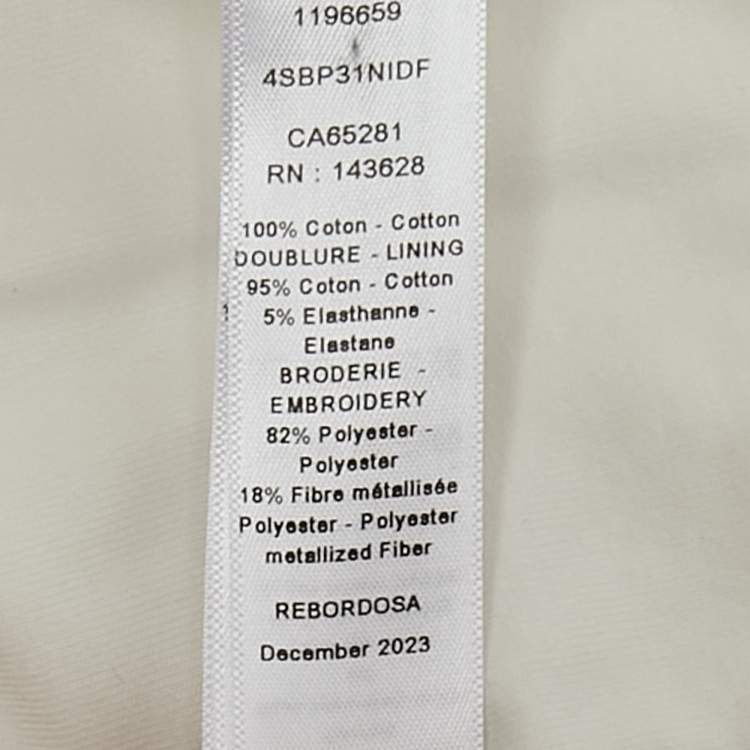 1196659
4SBP31NIDF
CA65281
RN : 143628
100% Coton - Cotton
DOUBLURE - LINING
95% Coton - Cotton
5% Elasthanne -
Elastane
BRODERIE -
EMBROIDERY
82% Polyester -
Polyester
18% Fibre métallisée
Polyester - Polyester
metallized Fiber
REBORDOSA
December 2023